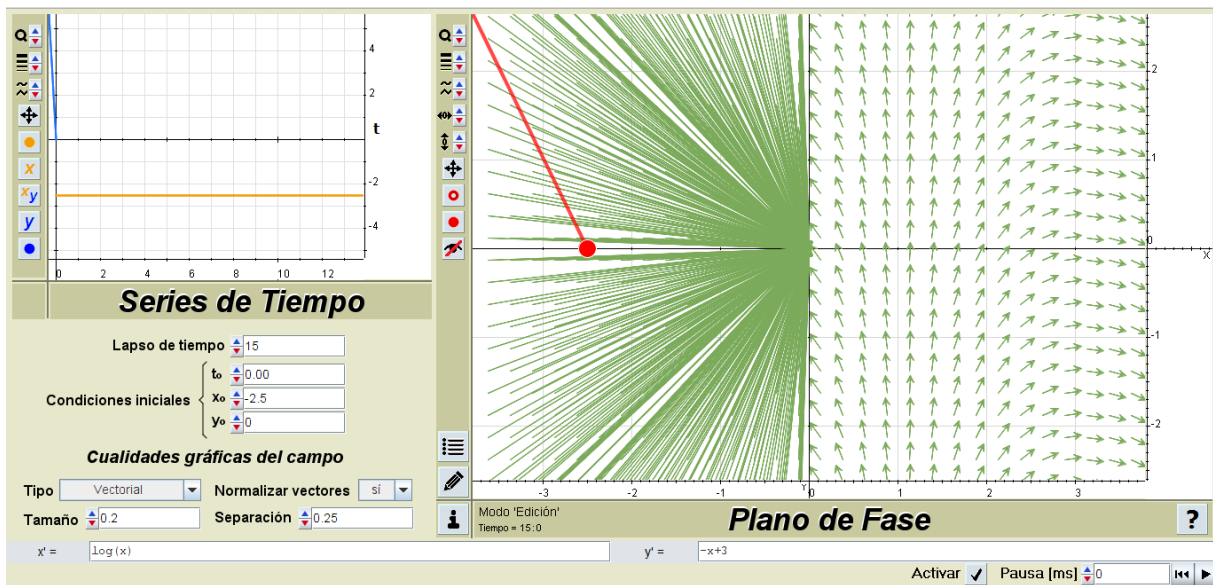 4
2
t
-2
-4
0 2 4 6 8 10 12
x
x y
y
Series de Tiempo
Lapso de tiempo 15
Condiciones iniciales
to 0.00
xo -2.5
yo 0
Cualidades gráficas del campo
Tipo Vectorial Normalizar vectores sí
Tamaño 0.2 Separación 0.25
2
1
0
X
-1
-2
-3 -2 -1 Y 0 1 2 3
Modo 'Edición'
Tiempo = 15:0
Plano de Fase
?
x' = log(x) y' = -x+3
Activar Pausa [ms] 0